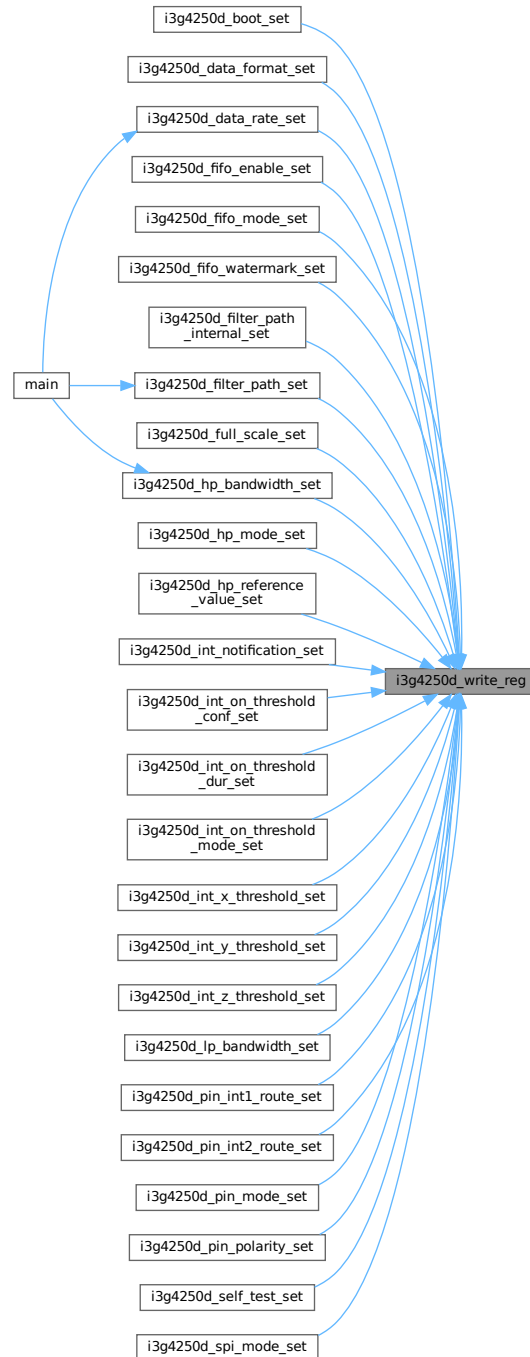 i3g4250d_boot_set
i3g4250d_data_format_set
i3g4250d_data_rate_set
i3g4250d_fifo_enable_set
i3g4250d_fifo_mode_set
i3g4250d_fifo_watermark_set
i3g4250d_filter_path
_internal_set
main
i3g4250d_filter_path_set
i3g4250d_full_scale_set
i3g4250d_hp_bandwidth_set
i3g4250d_hp_mode_set
i3g4250d_hp_reference
_value_set
i3g4250d_int_notification_set
i3g4250d_write_reg
i3g4250d_int_on_threshold
_conf_set
i3g4250d_int_on_threshold
_dur_set
i3g4250d_int_on_threshold
_mode_set
i3g4250d_int_x_threshold_set
i3g4250d_int_y_threshold_set
i3g4250d_int_z_threshold_set
i3g4250d_lp_bandwidth_set
i3g4250d_pin_int1_route_set
i3g4250d_pin_int2_route_set
i3g4250d_pin_mode_set
i3g4250d_pin_polarity_set
i3g4250d_self_test_set
i3g4250d_spi_mode_set